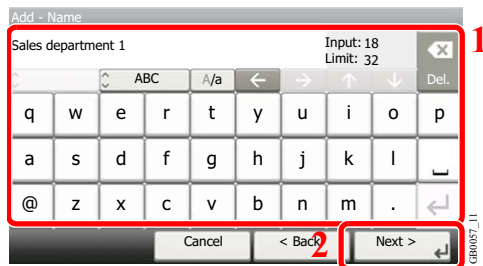 Add - Name
Sales department 1
Input: 18
Limit: 32
ABC A/a ← → ↑ ↓ Del.
1
q w e r t y u i o p
a s d f g h j k l
@ z x c v b n m .
Cancel < Back Next >
2
GB0057_11